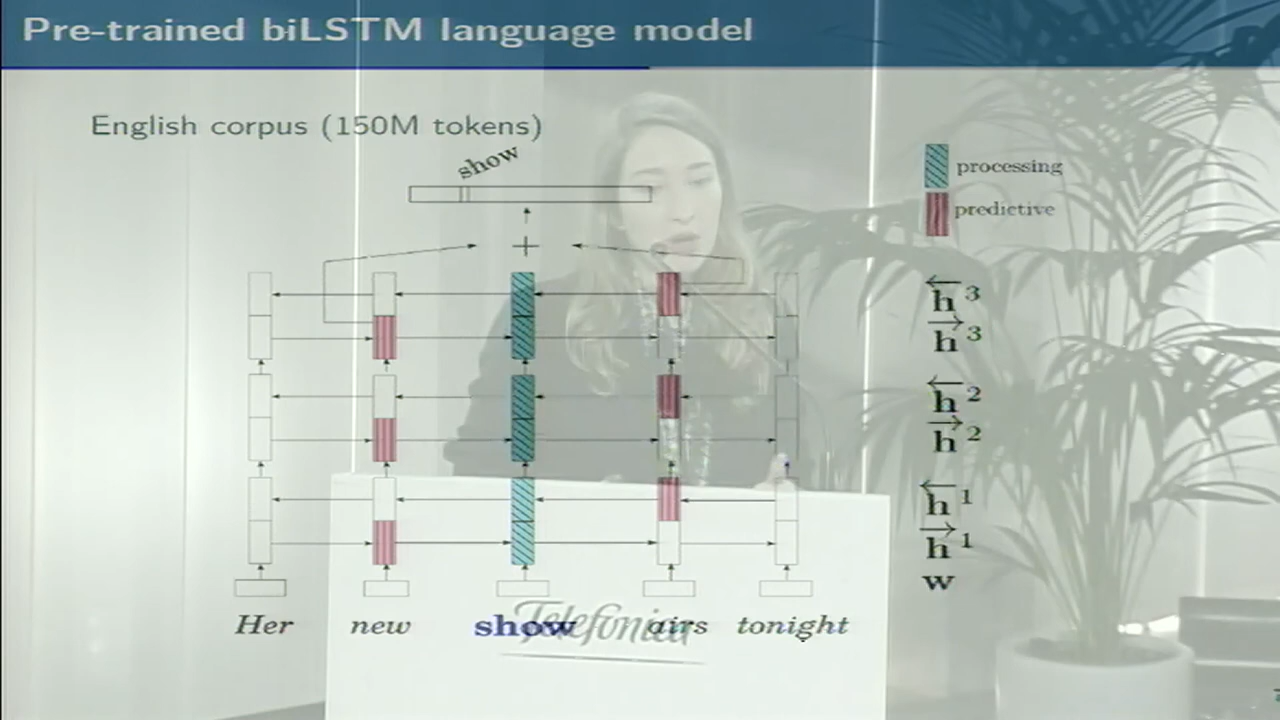 Pre-trained biLSTM language model
English corpus (150M tokens)
show
+
processing
predictive
h 3
h 3
h 2
h 2
h 1
h 1
w
Her new show airs tonight
Telefónica